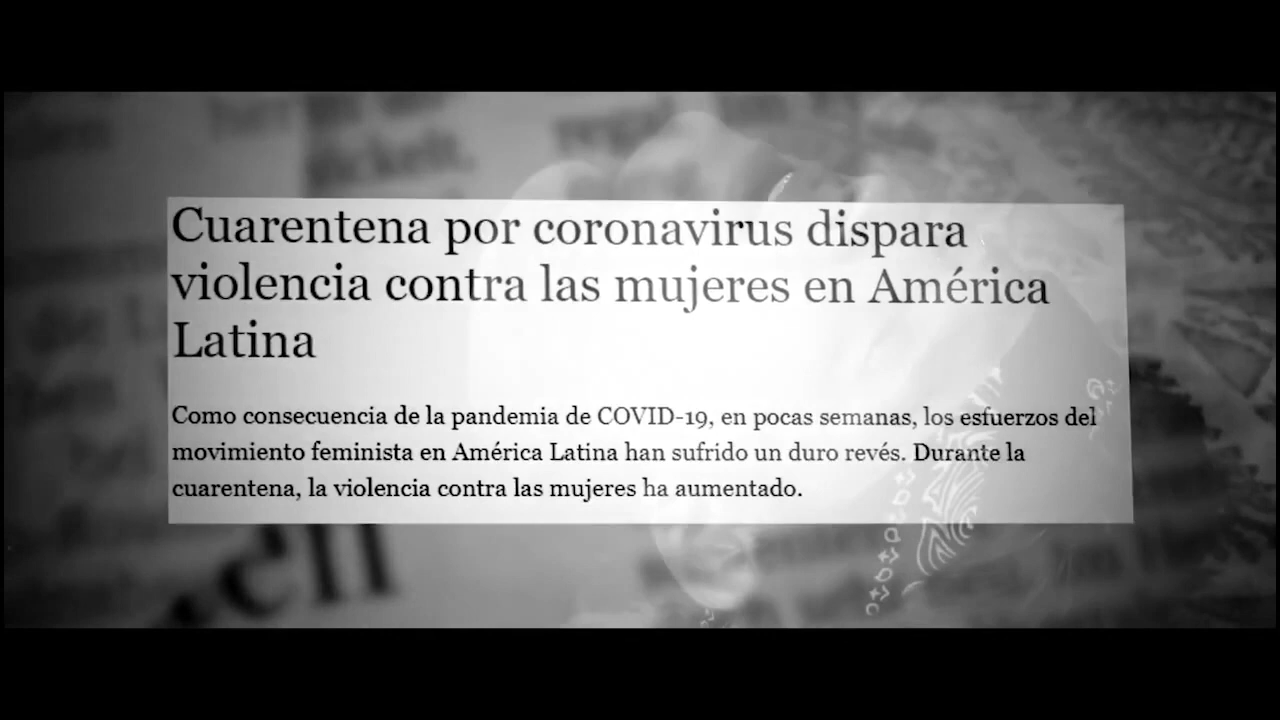 Cuarentena por coronavirus dispara
violencia contra las mujeres en América
Latina
Como consecuencia de la pandemia de COVID-19, en pocas semanas, los esfuerzos del
movimiento feminista en América Latina han sufrido un duro revés. Durante la
cuarentena, la violencia contra las mujeres ha aumentado.